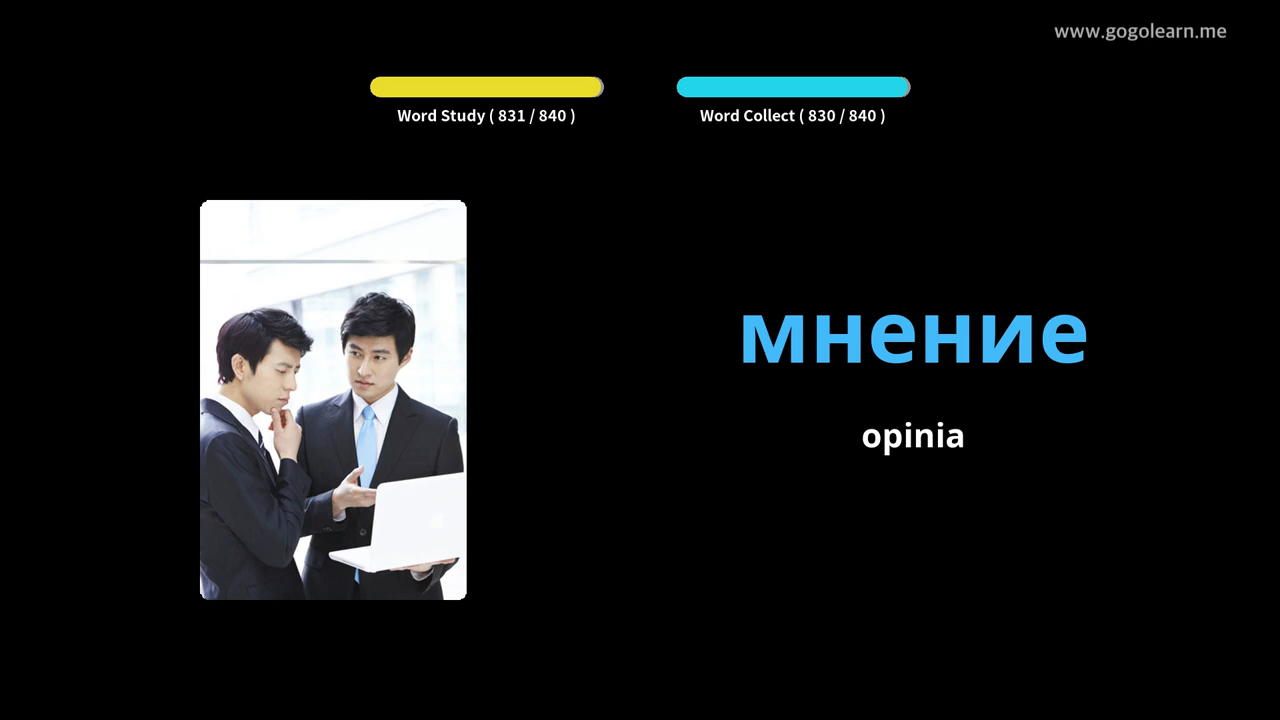 www.gogolearn.me
Word Study ( 831 / 840 )
Word Collect ( 830 / 840 )
мнение
opinia